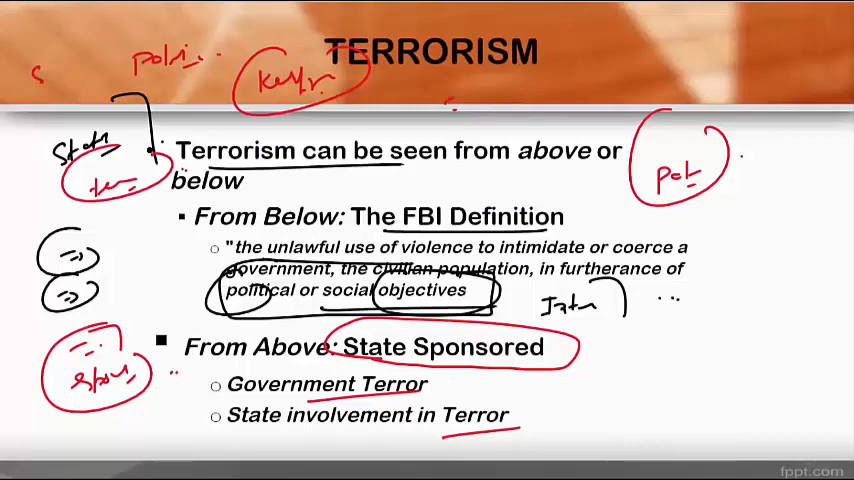 TERRORISM
Terrorism can be seen from above or
below
▪ From Below: The FBI Definition
○ "the unlawful use of violence to intimidate or coerce a
government, the civilian population, in furtherance of
political or social objectives
▪ From Above: State Sponsored
○ Government Terror
○ State involvement in Terror
fppt.com